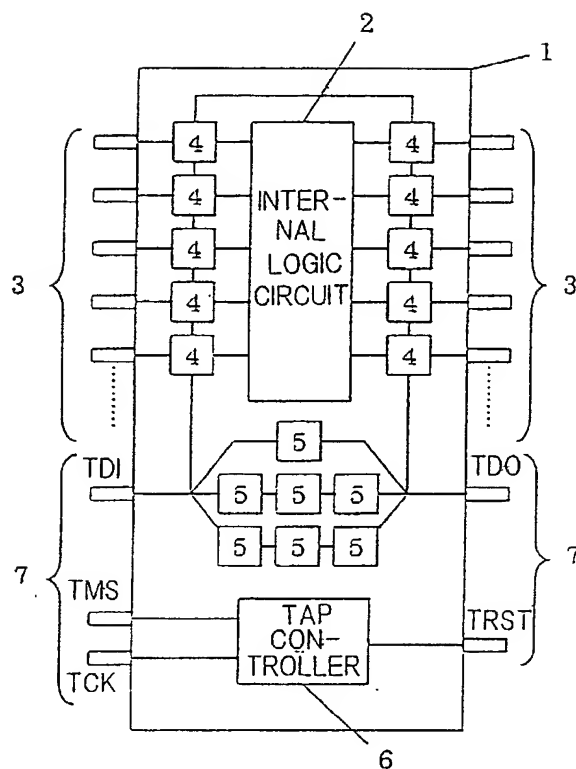 2
1
4 4
4 4
4 4
4 4
4 4
INTER-
NAL
LOGIC
CIRCUIT
3 3
5
TDI TDO
5 5 5
5 5 5
7 7
TMS
TCK
TAP
CON-
TROLLER
TRST
6